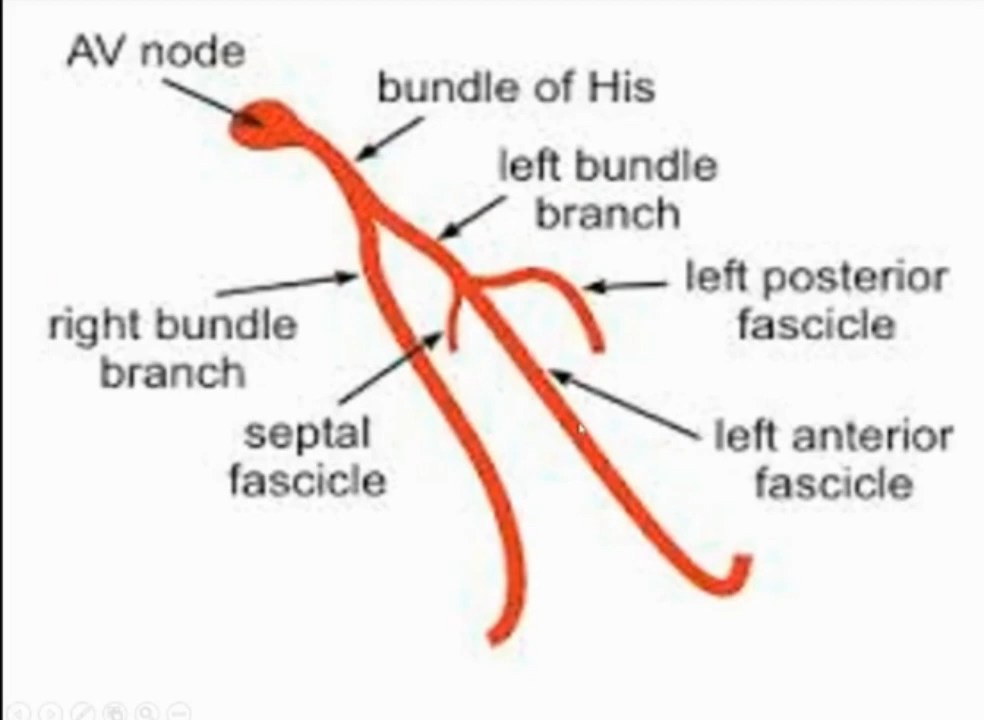 AV node
bundle of His
left bundle
branch
left posterior
fascicle
right bundle
branch
septal
fascicle
left anterior
fascicle